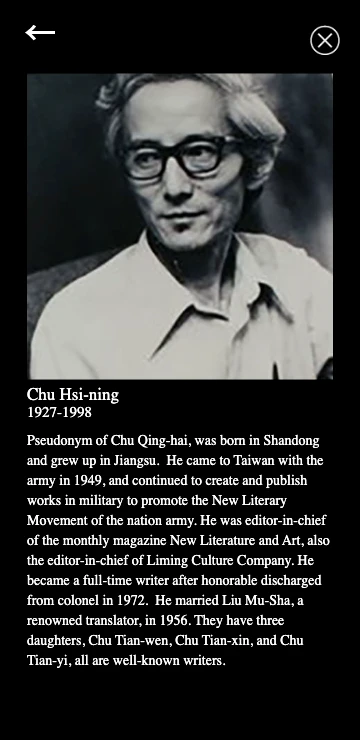 Chu Hsi-ning
1927-1998
Pseudonym of Chu Qing-hai, was born in Shandong
and grew up in Jiangsu.  He came to Taiwan with the
army in 1949, and continued to create and publish
works in military to promote the New Literary
Movement of the nation army. He was editor-in-chief
of the monthly magazine New Literature and Art, also
the editor-in-chief of Liming Culture Company. He
became a full-time writer after honorable discharged
from colonel in 1972.  He married Liu Mu-Sha, a
renowned translator, in 1956. They have three
daughters, Chu Tian-wen, Chu Tian-xin, and Chu
Tian-yi, all are well-known writers.